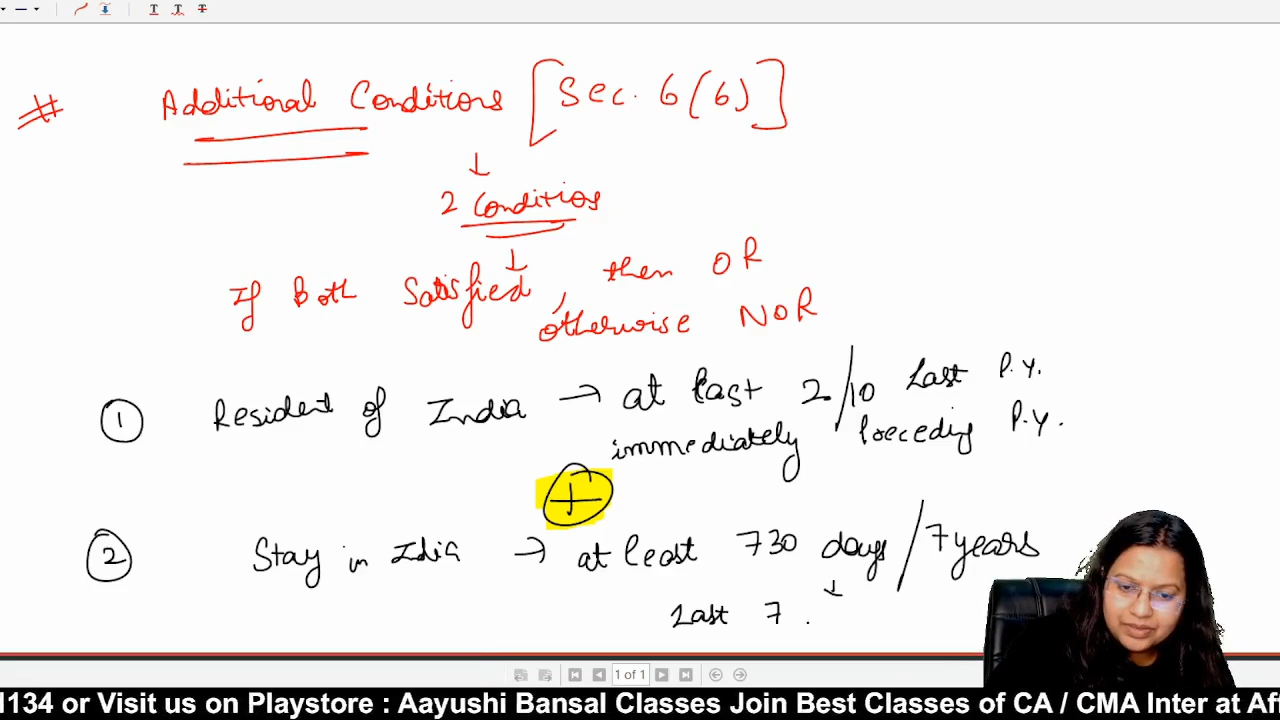 # Additional Conditions [Sec. 6(6)]
↓
2 Conditions
↓
If Both Satisfied, then OR
otherwise NOR
① Resident of India → at least 2/10 Last P.Y.
immediately Preceding P.Y.
+
② Stay in India → at least 730 days / 7 years
↓
Last 7 .
1 of 1
1134 or Visit us on Playstore : Aayushi Bansal Classes Join Best Classes of CA / CMA Inter at Af